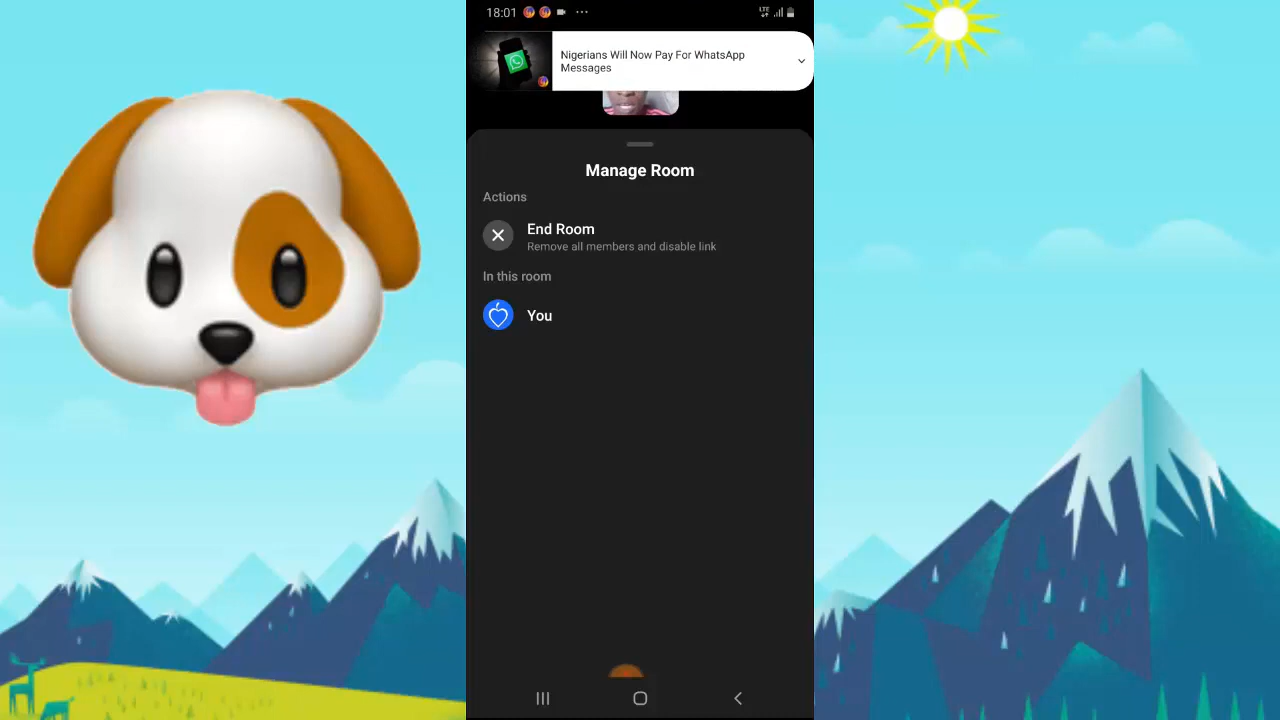 18:01
LTE
Nigerians Will Now Pay For WhatsApp
Messages
Manage Room
Actions
End Room
Remove all members and disable link
In this room
You